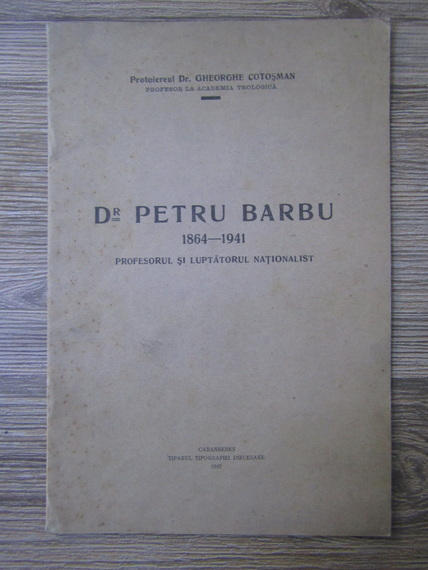 Protoiereul Dr. GHEORGHE COTOȘMAN
PROFESOR LA ACADEMIA TEOLOGICĂ
DR PETRU BARBU
1864—1941
PROFESORUL ȘI LUPTĂTORUL NAȚIONALIST
CARANSEBEȘ
TIPARUL TIPOGRAFIEI DIECEZANE